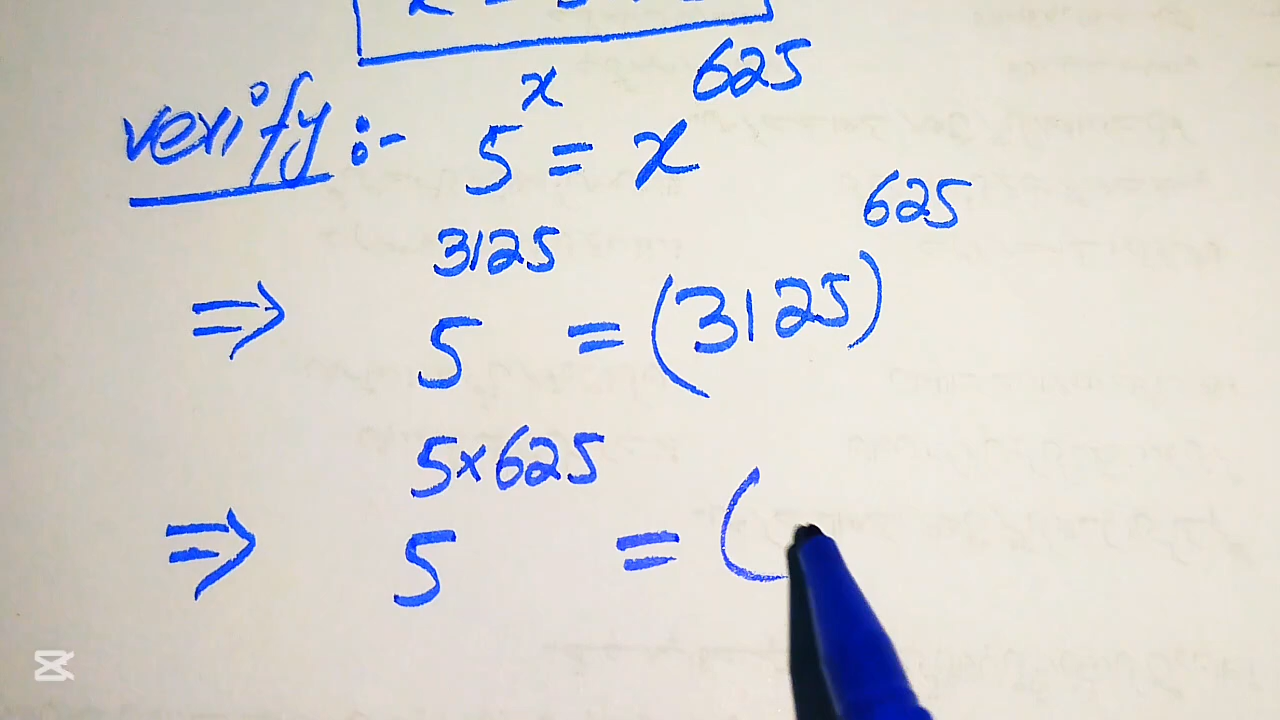 verify :- 5^x = x^625
⇒ 5^3125 = (3125)^625
⇒ 5^5×625 = (